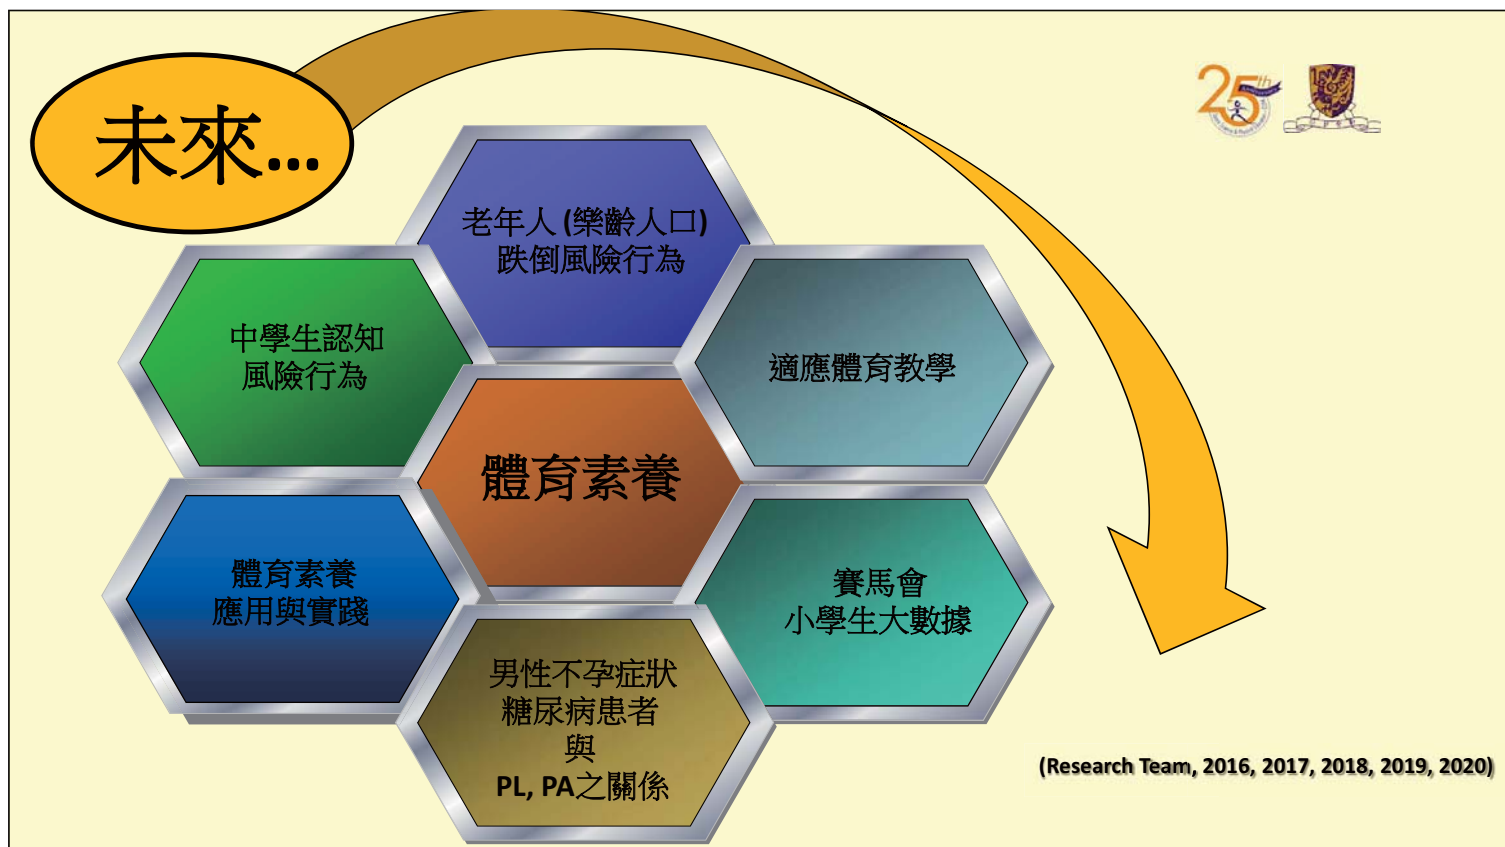 未來...
老年人 (樂齡人口)
跌倒風險行為
中學生認知
風險行為
適應體育教學
體育素養
體育素養
應用與實踐
賽馬會
小學生大數據
男性不孕症狀
糖尿病患者
與
PL, PA之關係
25th
(Research Team, 2016, 2017, 2018, 2019, 2020)